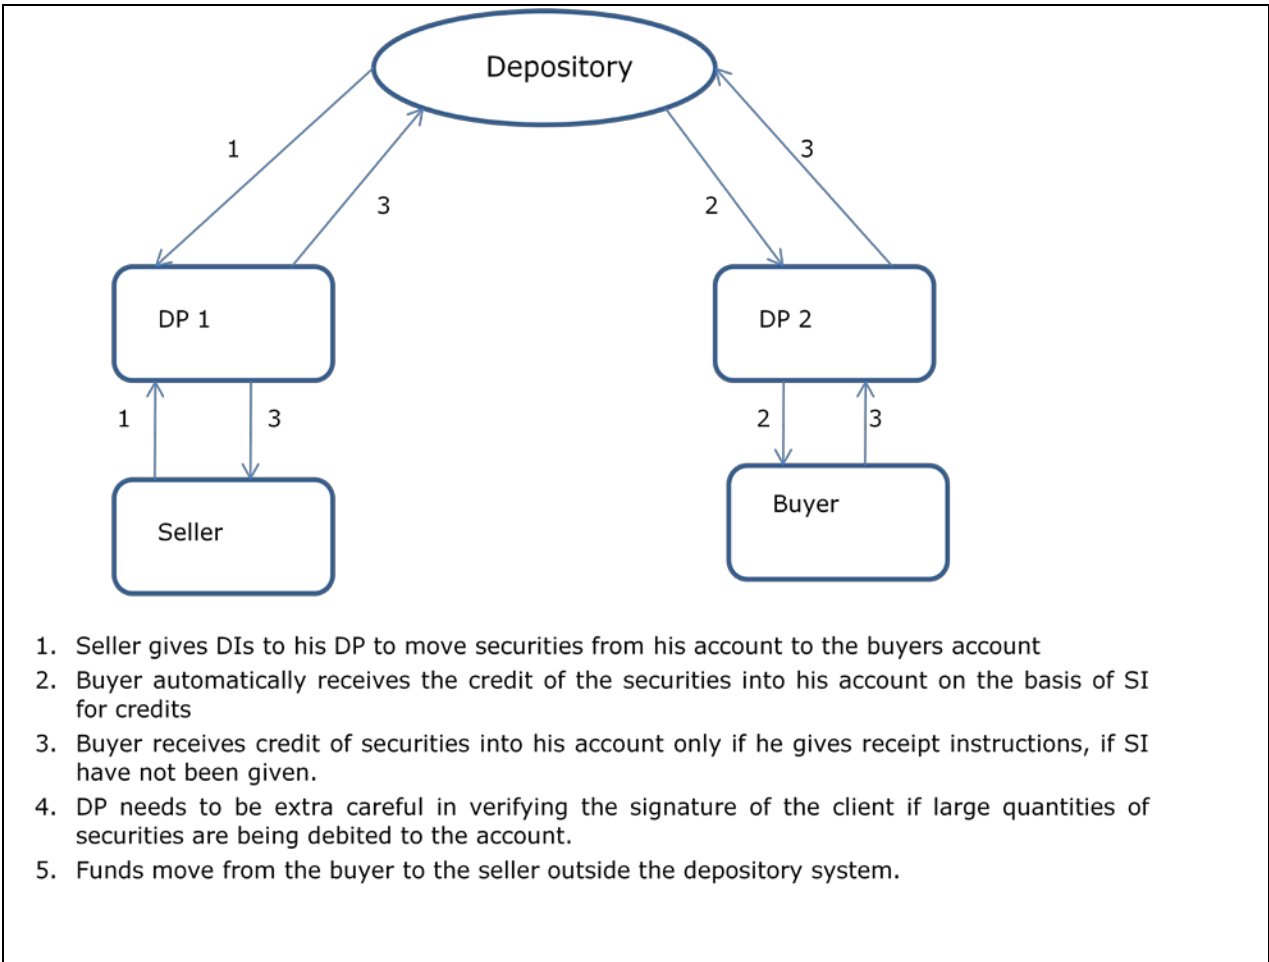 Depository
1
3
3
2
DP 1
DP 2
1
3
2
3
Seller
Buyer
1. Seller gives DIs to his DP to move securities from his account to the buyers account
2. Buyer automatically receives the credit of the securities into his account on the basis of SI
for credits
3. Buyer receives credit of securities into his account only if he gives receipt instructions, if SI
have not been given.
4. DP needs to be extra careful in verifying the signature of the client if large quantities of
securities are being debited to the account.
5. Funds move from the buyer to the seller outside the depository system.